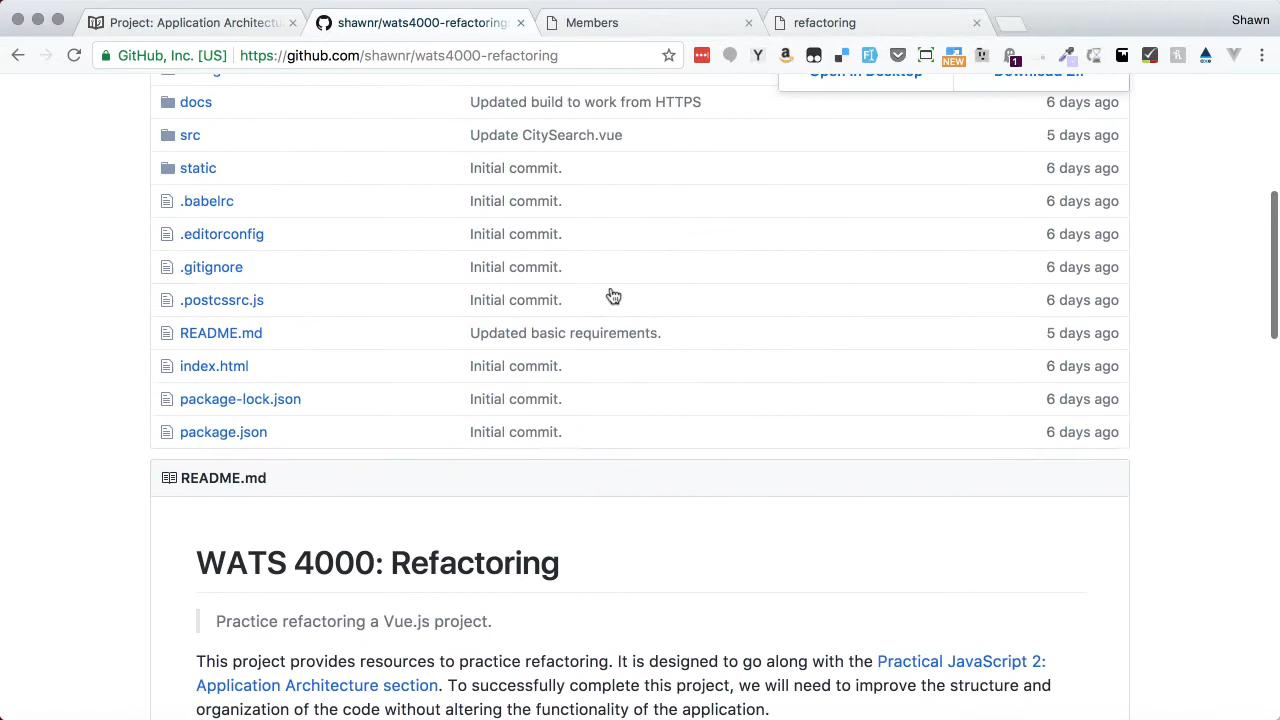 Project: Application Architectu
shawnr/wats4000-refactoring:
Members
refactoring
Shawn
GitHub, Inc. [US]
https://github.com/shawnr/wats4000-refactoring
NEW
1
Open in Desktop
Download ZIP
docs
Updated build to work from HTTPS
6 days ago
src
Update CitySearch.vue
5 days ago
static
Initial commit.
6 days ago
.babelrc
Initial commit.
6 days ago
.editorconfig
Initial commit.
6 days ago
.gitignore
Initial commit.
6 days ago
.postcssrc.js
Initial commit.
6 days ago
README.md
Updated basic requirements.
5 days ago
index.html
Initial commit.
6 days ago
package-lock.json
Initial commit.
6 days ago
package.json
Initial commit.
6 days ago
README.md
WATS 4000: Refactoring
Practice refactoring a Vue.js project.
This project provides resources to practice refactoring. It is designed to go along with the Practical JavaScript 2:
Application Architecture section. To successfully complete this project, we will need to improve the structure and
organization of the code without altering the functionality of the application.